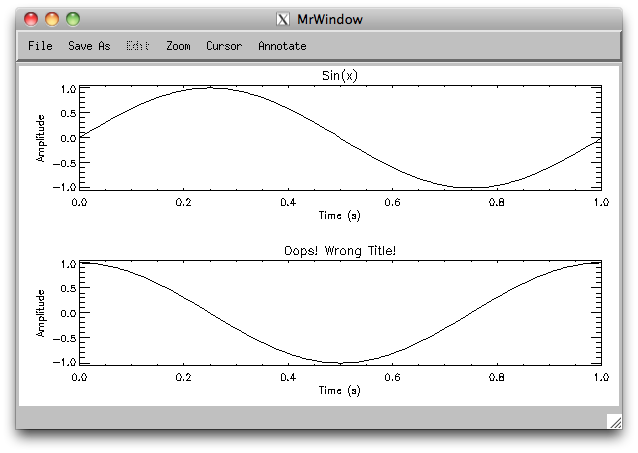 MrWindow
File Save As Edit Zoom Cursor Annotate
Sin(x)
Amplitude
1.0
0.5
0.0
−0.5
−1.0
0.0 0.2 0.4 0.6 0.8 1.0
Time (s)
Oops! Wrong Title!
Amplitude
1.0
0.5
0.0
−0.5
−1.0
0.0 0.2 0.4 0.6 0.8 1.0
Time (s)